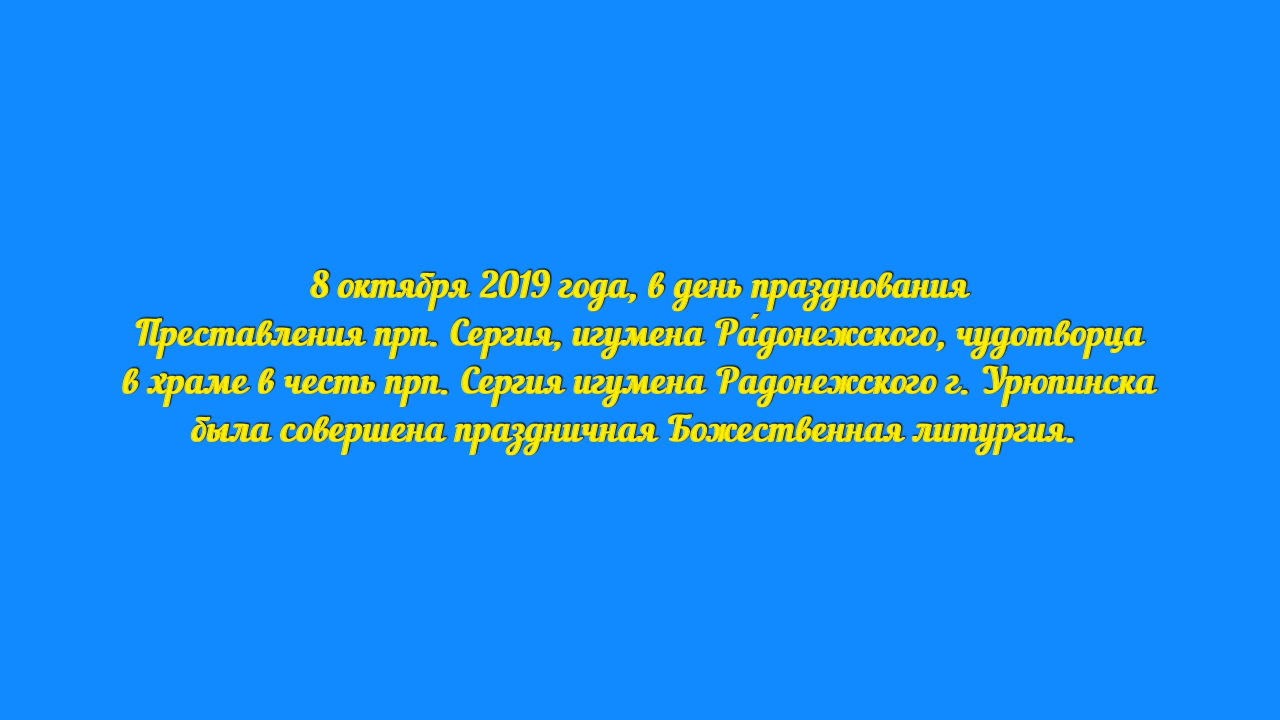 8 октября 2019 года, в день празднования
Преставления прп. Сергия, игумена Ра́донежского, чудотворца
в храме в честь прп. Сергия игумена Радонежского г. Урюпинска
была совершена праздничная Божественная литургия.